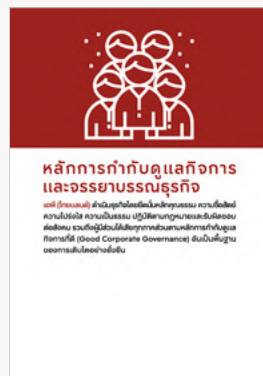 หลักการกำกับดูแลกิจการ
และจรรยาบรรณธุรกิจ
เอพี (ไทยแลนด์) ดำเนินธุรกิจโดยยึดมั่นหลักคุณธรรม ความซื่อสัตย์
ความโปร่งใส ความเป็นธรรม ปฏิบัติตามกฎหมายและรับผิดชอบ
ต่อสังคม รวมถึงผู้มีส่วนได้เสียทุกภาคส่วนตามหลักการกำกับดูแล
กิจการที่ดี (Good Corporate Governance) อันเป็นพื้นฐาน
ของการเติบโตอย่างยั่งยืน